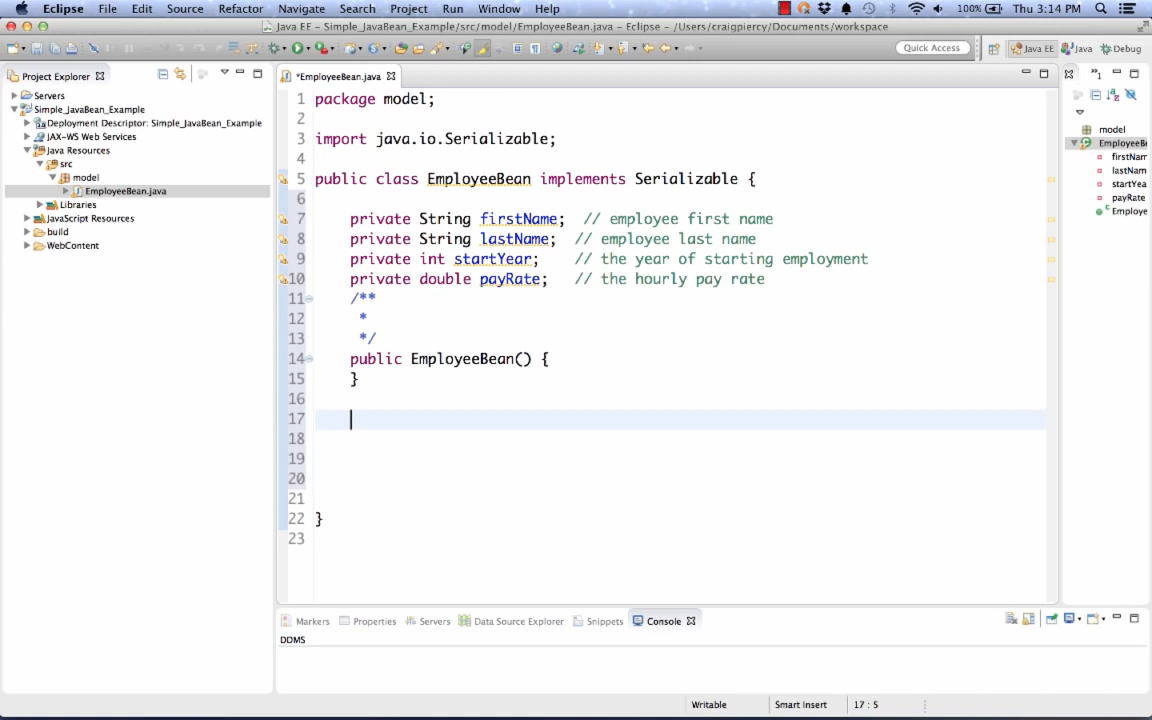 Eclipse File Edit Source Refactor Navigate Search Project Run Window Help 100% Thu 3:14 PM
Java EE - Simple_JavaBean_Example/src/model/EmployeeBean.java - Eclipse - /Users/craigpiercy/Documents/workspace
Quick Access Java EE Java Debug
Project Explorer
Servers
Simple_JavaBean_Example
Deployment Descriptor: Simple_JavaBean_Example
JAX-WS Web Services
Java Resources
src
model
EmployeeBean.java
Libraries
JavaScript Resources
build
WebContent
*EmployeeBean.java
1 package model;
2
3 import java.io.Serializable;
4
5 public class EmployeeBean implements Serializable {
6
7 private String firstName; // employee first name
8 private String lastName; // employee last name
9 private int startYear; // the year of starting employment
10 private double payRate; // the hourly pay rate
11 /**
12 *
13 */
14 public EmployeeBean() {
15 }
16
17
18
19
20
21
22 }
23
»1
model
EmployeeBe
firstNam
lastNam
startYea
payRate
Employe
Markers Properties Servers Data Source Explorer Snippets Console
DDMS
Writable Smart Insert 17 : 5